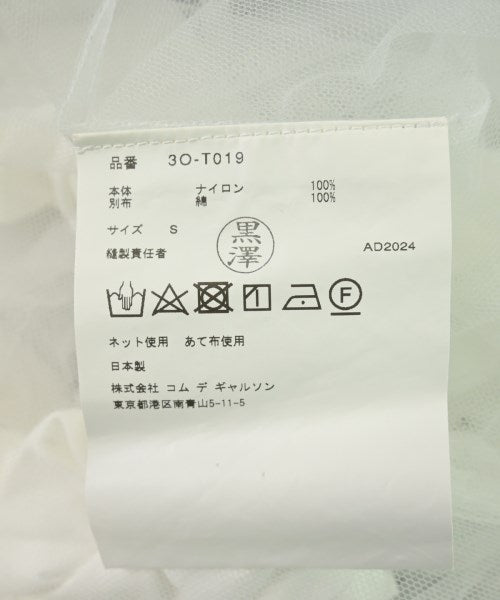 品番 3O-T019
本体 ナイロン 100%
別布 綿 100%
サイズ S
縫製責任者 黒澤 AD2024
F
ネット使用 あて布使用
日本製
株式会社 コム デ ギャルソン
東京都港区南青山5-11-5